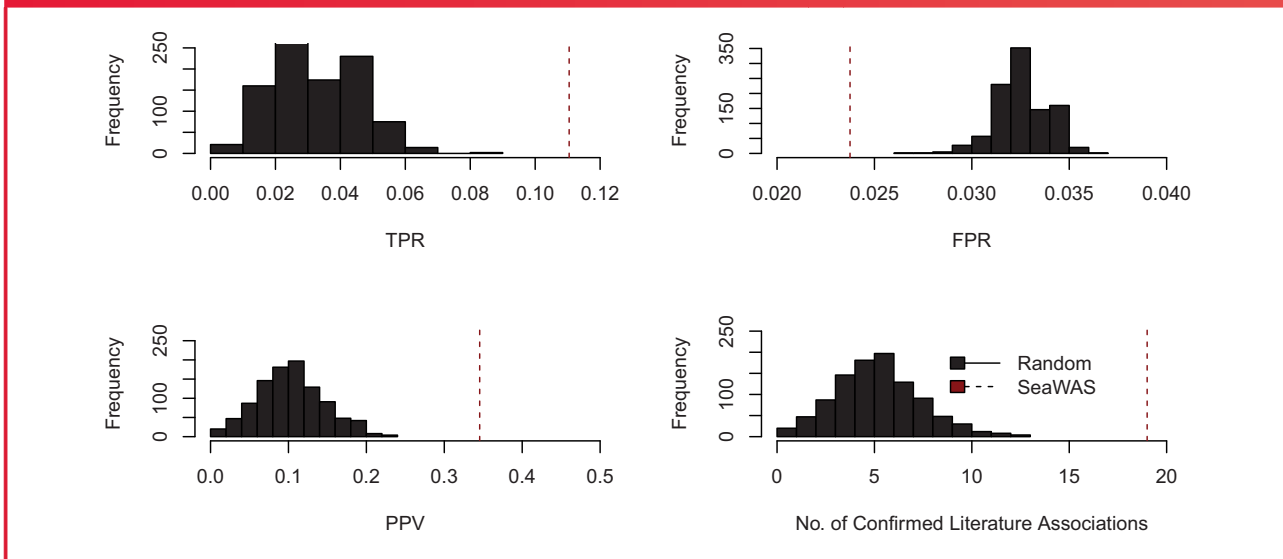 Frequency
0 100 250
0.00 0.02 0.04 0.06 0.08 0.10 0.12
TPR
Frequency
0 150 350
0.020 0.025 0.030 0.035 0.040
FPR
Frequency
0 100 250
0.0 0.1 0.2 0.3 0.4 0.5
PPV
Frequency
0 100 250
Random
SeaWAS
0 5 10 15 20
No. of Confirmed Literature Associations